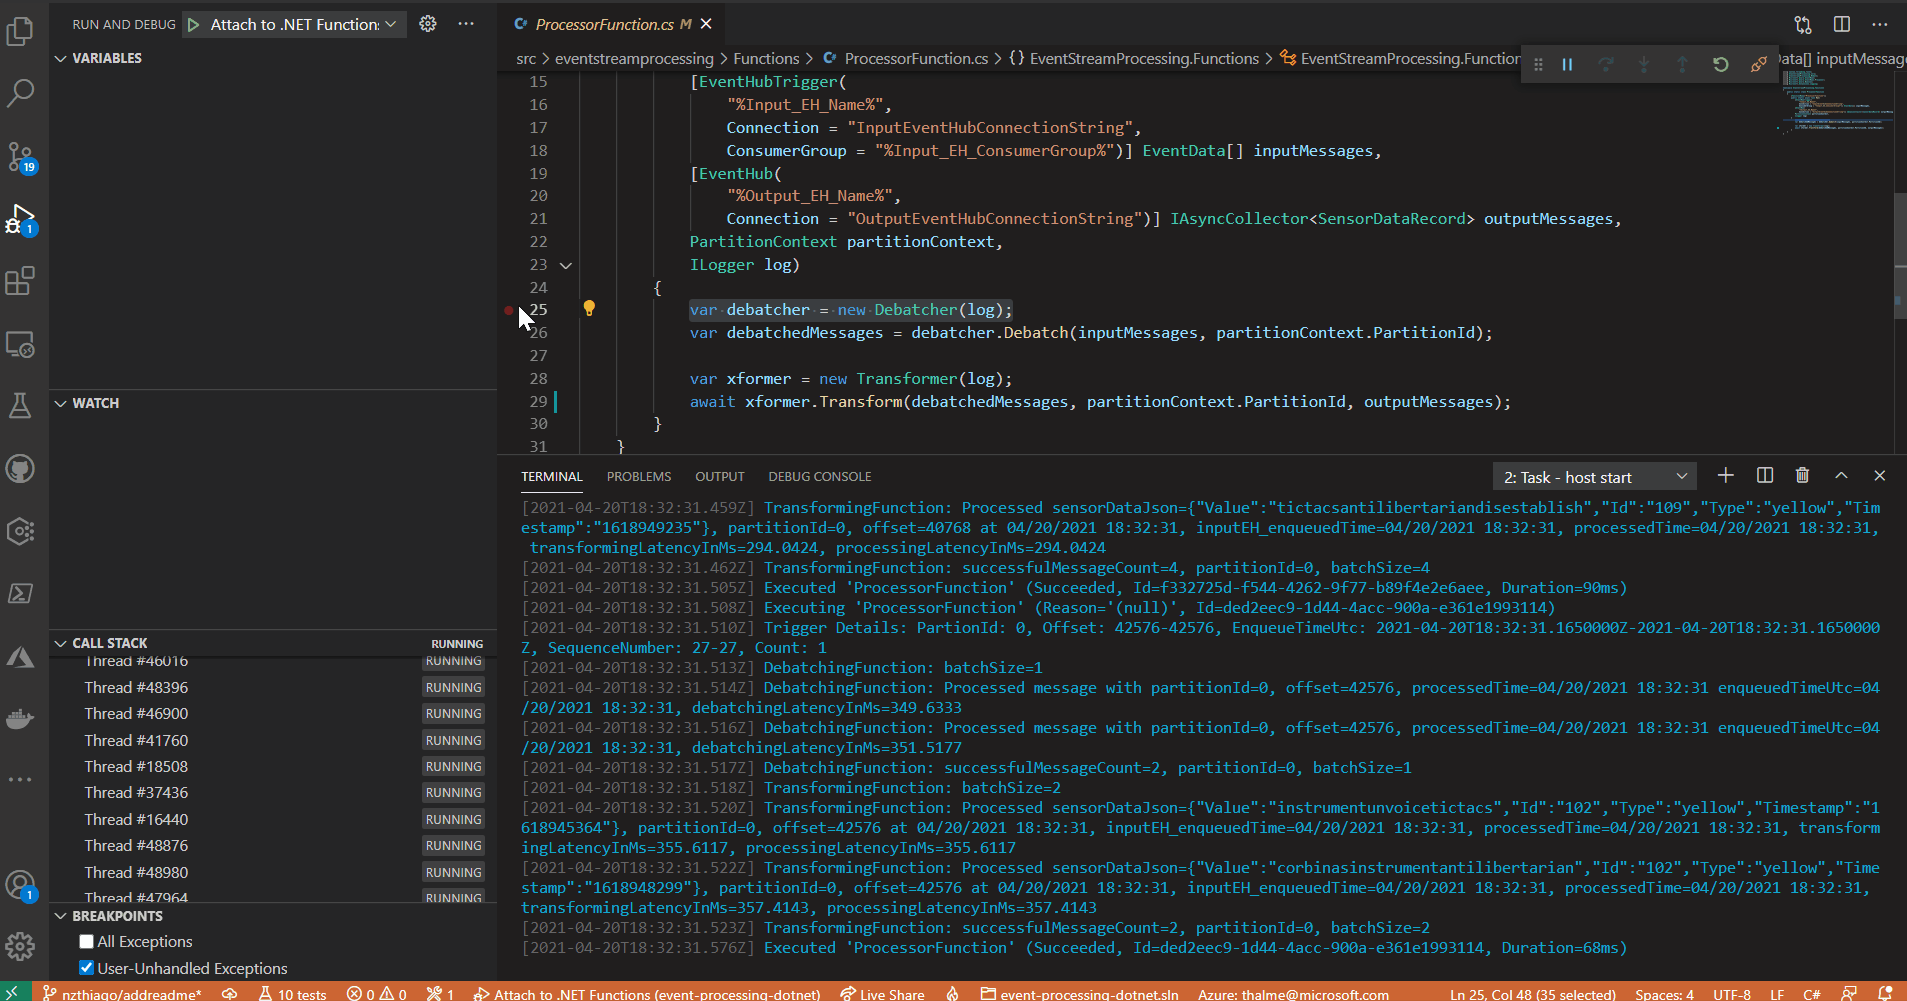 RUN AND DEBUG
Attach to .NET Functions
ProcessorFunction.cs M
src > eventstreamprocessing > Functions > ProcessorFunction.cs > {} EventStreamProcessing.Functions > EventStreamProcessing.Function
Data[] inputMessage
VARIABLES
15 [EventHubTrigger(
16 "%Input_EH_Name%",
17 Connection = "InputEventHubConnectionString",
18 ConsumerGroup = "%Input_EH_ConsumerGroup%")] EventData[] inputMessages,
19 [EventHub(
20 "%Output_EH_Name%",
21 Connection = "OutputEventHubConnectionString")] IAsyncCollector<SensorDataRecord> outputMessages,
22 PartitionContext partitionContext,
23 ILogger log)
24 {
25 var debatcher = new Debatcher(log);
26 var debatchedMessages = debatcher.Debatch(inputMessages, partitionContext.PartitionId);
27
28 var xformer = new Transformer(log);
29 await xformer.Transform(debatchedMessages, partitionContext.PartitionId, outputMessages);
30 }
31 }
19
1
WATCH
CALL STACK RUNNING
Thread #46016 RUNNING
Thread #48396 RUNNING
Thread #46900 RUNNING
Thread #41760 RUNNING
Thread #18508 RUNNING
Thread #37436 RUNNING
Thread #16440 RUNNING
Thread #48876 RUNNING
Thread #48980 RUNNING
Thread #47964 RUNNING
BREAKPOINTS
All Exceptions
User-Unhandled Exceptions
1
TERMINAL PROBLEMS OUTPUT DEBUG CONSOLE
2: Task - host start
[2021-04-20T18:32:31.459Z] TransformingFunction: Processed sensorDataJson={"Value":"tictacsantilibertariandisestablish","Id":"109","Type":"yellow","Tim
estamp":"1618949235"}, partitionId=0, offset=40768 at 04/20/2021 18:32:31, inputEH_enqueuedTime=04/20/2021 18:32:31, processedTime=04/20/2021 18:32:31,
transformingLatencyInMs=294.0424, processingLatencyInMs=294.0424
[2021-04-20T18:32:31.462Z] TransformingFunction: successfulMessageCount=4, partitionId=0, batchSize=4
[2021-04-20T18:32:31.505Z] Executed 'ProcessorFunction' (Succeeded, Id=f332725d-f544-4262-9f77-b89f4e2e6aee, Duration=90ms)
[2021-04-20T18:32:31.508Z] Executing 'ProcessorFunction' (Reason='(null)', Id=ded2eec9-1d44-4acc-900a-e361e1993114)
[2021-04-20T18:32:31.510Z] Trigger Details: PartionId: 0, Offset: 42576-42576, EnqueueTimeUtc: 2021-04-20T18:32:31.1650000Z-2021-04-20T18:32:31.1650000
Z, SequenceNumber: 27-27, Count: 1
[2021-04-20T18:32:31.513Z] DebatchingFunction: batchSize=1
[2021-04-20T18:32:31.514Z] DebatchingFunction: Processed message with partitionId=0, offset=42576, processedTime=04/20/2021 18:32:31 enqueuedTimeUtc=04
/20/2021 18:32:31, debatchingLatencyInMs=349.6333
[2021-04-20T18:32:31.516Z] DebatchingFunction: Processed message with partitionId=0, offset=42576, processedTime=04/20/2021 18:32:31 enqueuedTimeUtc=04
/20/2021 18:32:31, debatchingLatencyInMs=351.5177
[2021-04-20T18:32:31.517Z] DebatchingFunction: successfulMessageCount=2, partitionId=0, batchSize=1
[2021-04-20T18:32:31.518Z] TransformingFunction: batchSize=2
[2021-04-20T18:32:31.520Z] TransformingFunction: Processed sensorDataJson={"Value":"instrumentunvoicetictacs","Id":"102","Type":"yellow","Timestamp":"1
618945364"}, partitionId=0, offset=42576 at 04/20/2021 18:32:31, inputEH_enqueuedTime=04/20/2021 18:32:31, processedTime=04/20/2021 18:32:31, transform
ingLatencyInMs=355.6117, processingLatencyInMs=355.6117
[2021-04-20T18:32:31.522Z] TransformingFunction: Processed sensorDataJson={"Value":"corbinasinstrumentantilibertarian","Id":"102","Type":"yellow","Time
stamp":"1618948299"}, partitionId=0, offset=42576 at 04/20/2021 18:32:31, inputEH_enqueuedTime=04/20/2021 18:32:31, processedTime=04/20/2021 18:32:31,
transformingLatencyInMs=357.4143, processingLatencyInMs=357.4143
[2021-04-20T18:32:31.523Z] TransformingFunction: successfulMessageCount=2, partitionId=0, batchSize=2
[2021-04-20T18:32:31.576Z] Executed 'ProcessorFunction' (Succeeded, Id=ded2eec9-1d44-4acc-900a-e361e1993114, Duration=68ms)
nzthiago/addreadme* 10 tests 0 0 1 Attach to .NET Functions (event-processing-dotnet) Live Share event-processing-dotnet.sln Azure: thalme@microsoft.com Ln 25, Col 48 (35 selected) Spaces: 4 UTF-8 LF C#